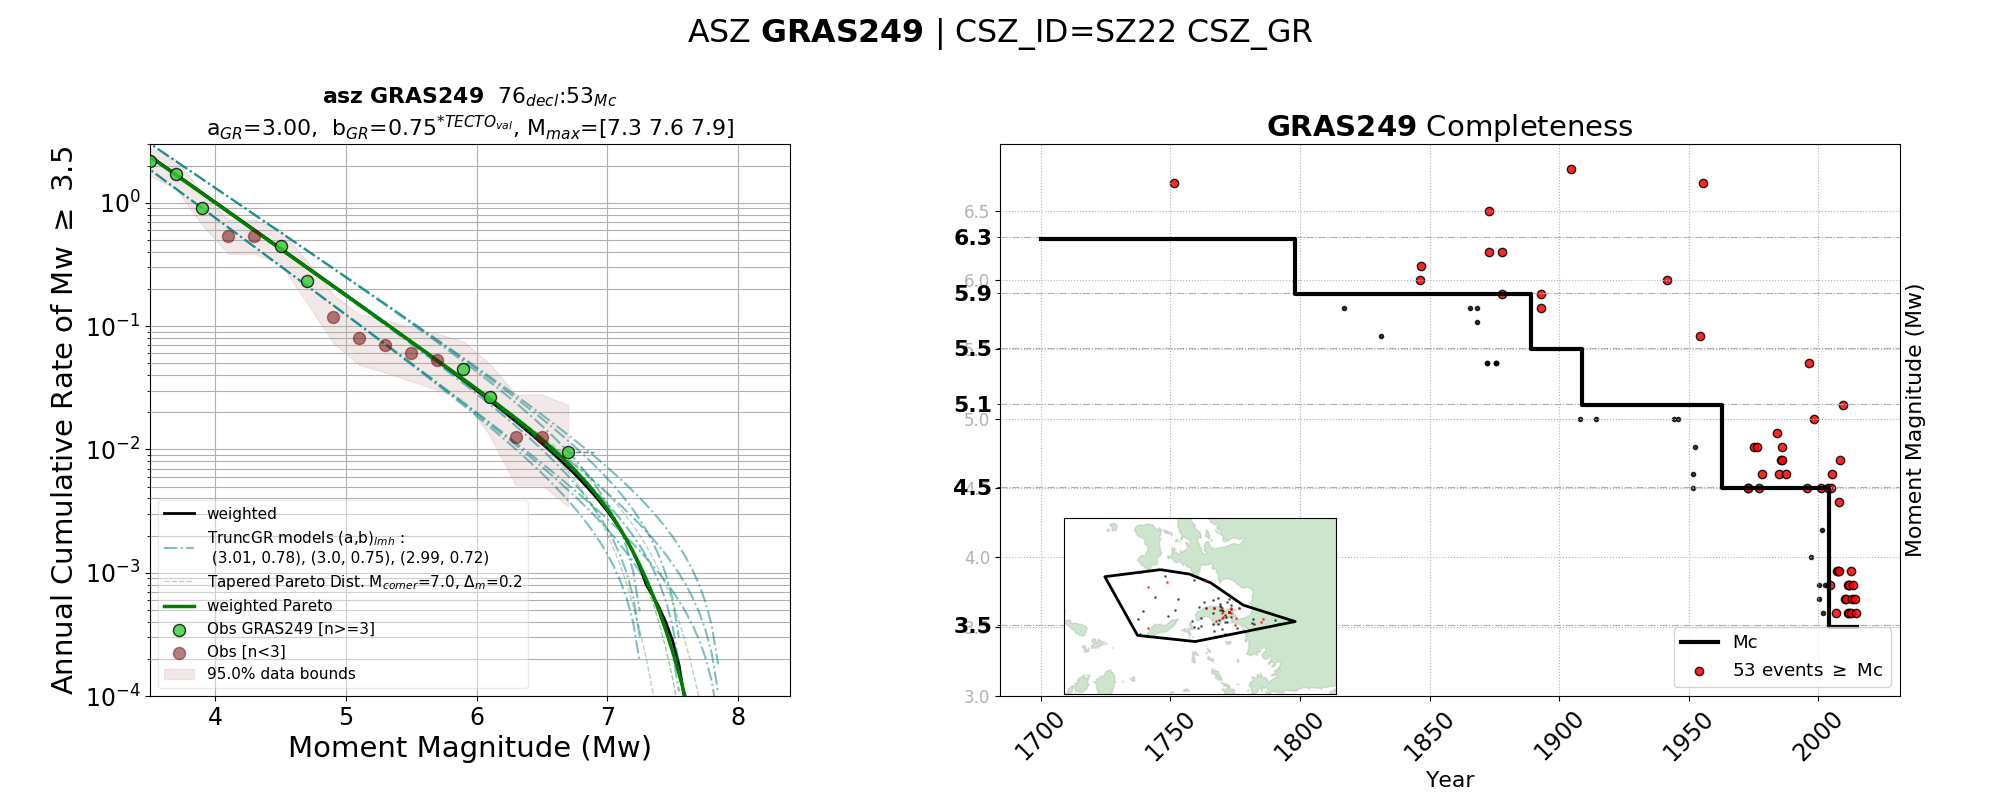 ASZ GRAS249 | CSZ_ID=SZ22 CSZ_GR
asz GRAS249 76decl:53Mc
aGR=3.00, bGR=0.75*TECTOval, Mmax=[7.3 7.6 7.9]
Annual Cumulative Rate of Mw ≥ 3.5
10^0
10^-1
10^-2
10^-3
10^-4
weighted
TruncGR models (a,b)lmh :
(3.01, 0.78), (3.0, 0.75), (2.99, 0.72)
Tapered Pareto Dist. Mcorner=7.0, Δm=0.2
weighted Pareto
Obs GRAS249 [n>=3]
Obs [n<3]
95.0% data bounds
4 5 6 7 8
Moment Magnitude (Mw)
GRAS249 Completeness
6.5
6.3
6.0
5.9
5.5
5.1
5.0
4.5
4.0
3.5
3.0
Moment Magnitude (Mw)
Mc
53 events ≥ Mc
1700 1750 1800 1850 1900 1950 2000
Year